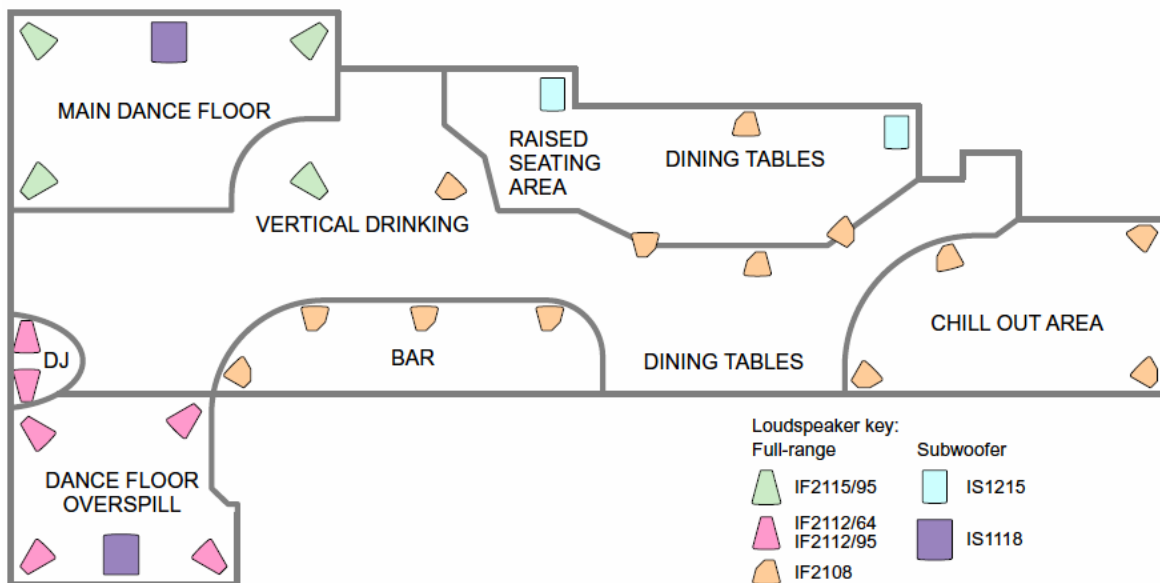 MAIN DANCE FLOOR
RAISED
SEATING
AREA
DINING TABLES
VERTICAL DRINKING
CHILL OUT AREA
DJ
BAR
DINING TABLES
DANCE FLOOR
OVERSPILL
Loudspeaker key:
Full-range
Subwoofer
IF2115/95
IS1215
IF2112/64
IF2112/95
IS1118
IF2108